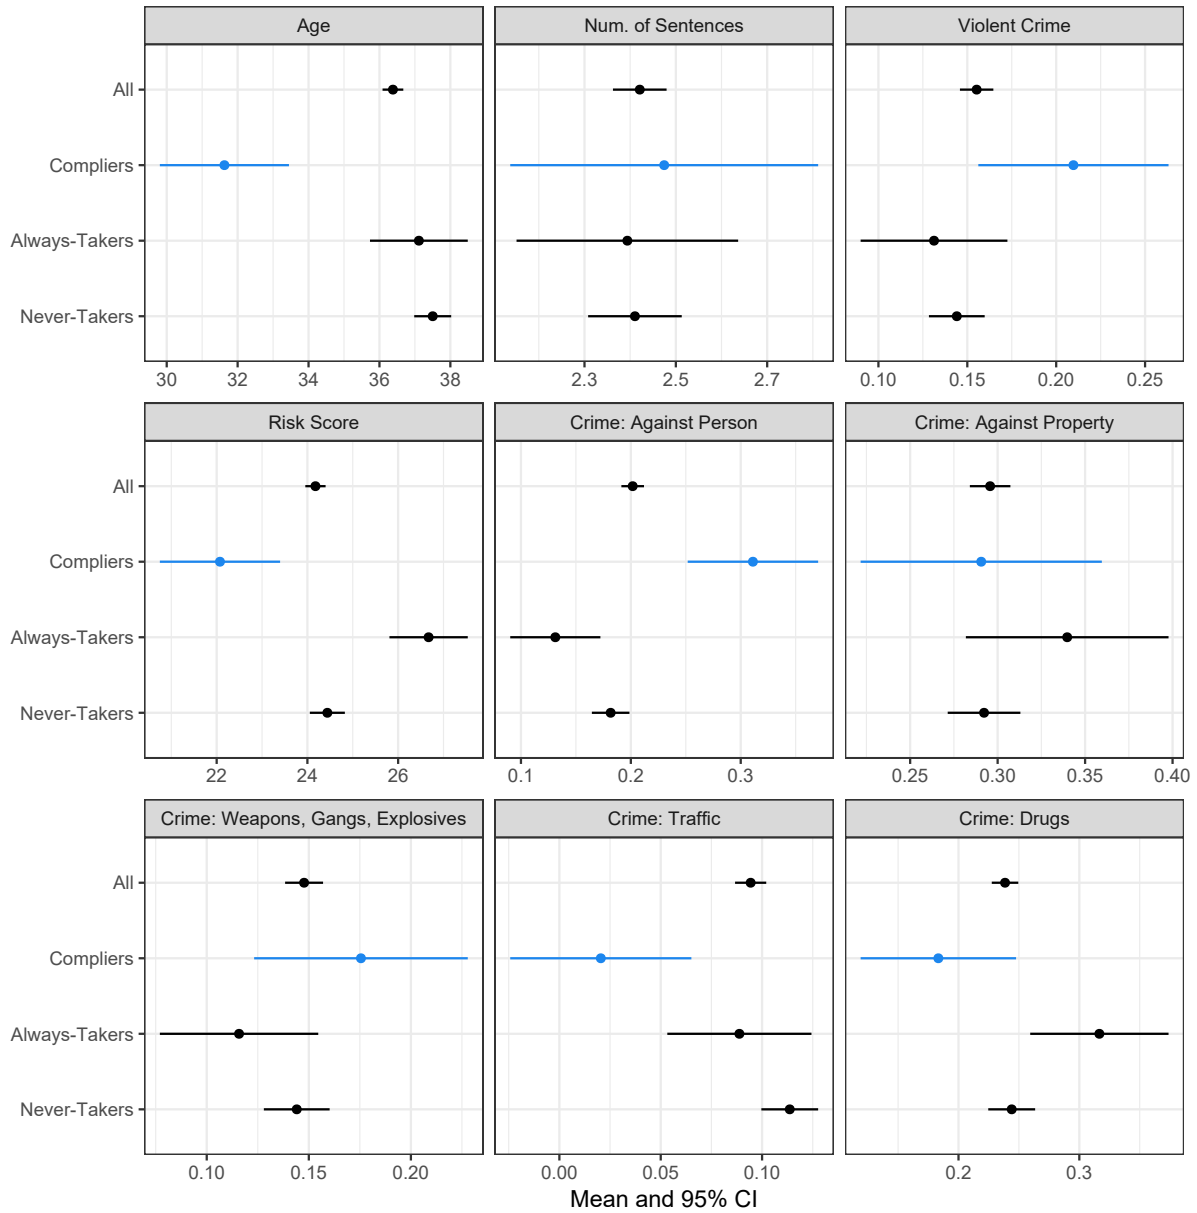 Age Num. of Sentences Violent Crime
All
Compliers
Always-Takers
Never-Takers
30 32 34 36 38 2.3 2.5 2.7 0.10 0.15 0.20 0.25
Risk Score Crime: Against Person Crime: Against Property
All
Compliers
Always-Takers
Never-Takers
22 24 26 0.1 0.2 0.3 0.25 0.30 0.35 0.40
Crime: Weapons, Gangs, Explosives Crime: Traffic Crime: Drugs
All
Compliers
Always-Takers
Never-Takers
0.10 0.15 0.20 0.00 0.05 0.10 0.2 0.3
Mean and 95% CI